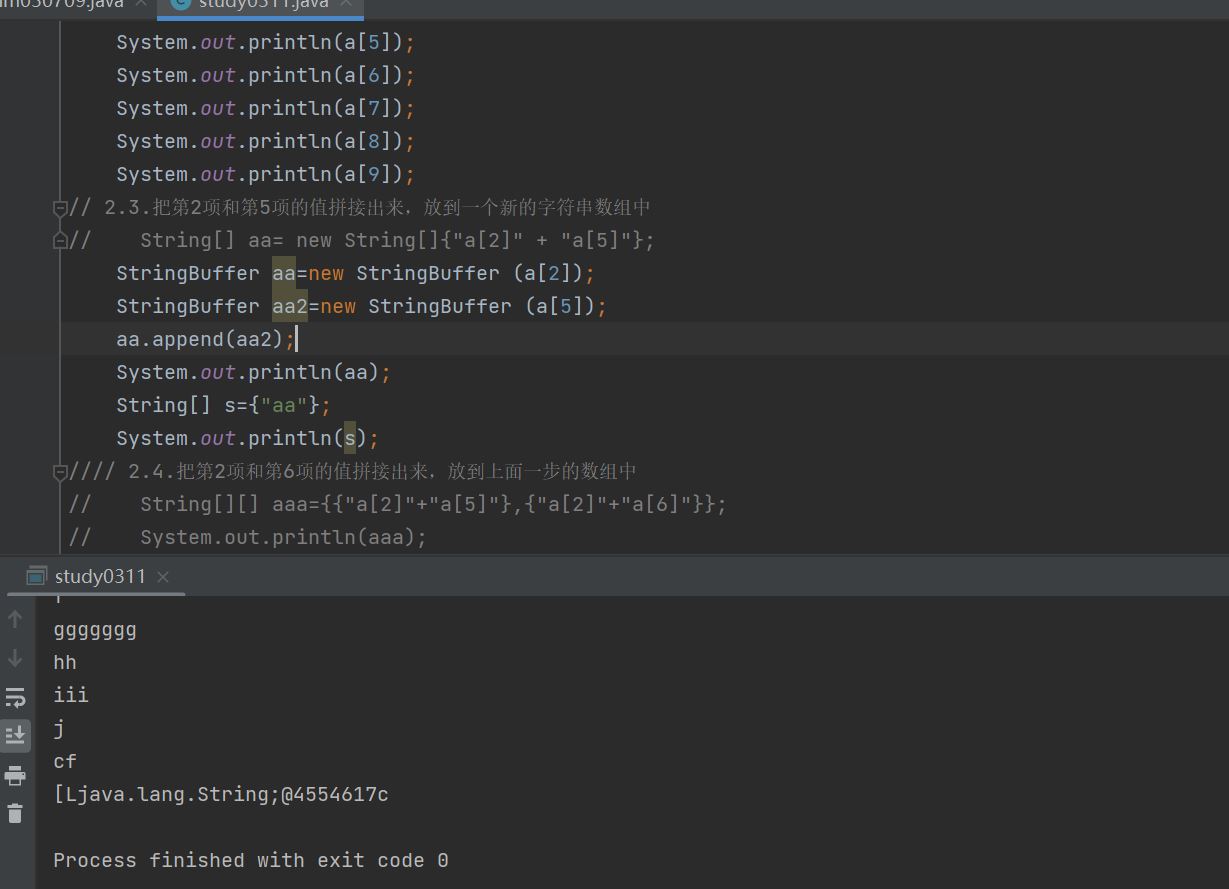 study0311.java
System.out.println(a[5]);
System.out.println(a[6]);
System.out.println(a[7]);
System.out.println(a[8]);
System.out.println(a[9]);
// 2.3.把第2项和第5项的值拼接出来，放到一个新的字符串数组中
//    String[] aa= new String[]{"a[2]" + "a[5]"};
StringBuffer aa=new StringBuffer (a[2]);
StringBuffer aa2=new StringBuffer (a[5]);
aa.append(aa2);
System.out.println(aa);
String[] s={"aa"};
System.out.println(s);
//// 2.4.把第2项和第6项的值拼接出来，放到上面一步的数组中
//    String[][] aaa={{"a[2]"+"a[5]"},{"a[2]"+"a[6]"}};
//    System.out.println(aaa);
study0311
ggggggg
hh
iii
j
cf
[Ljava.lang.String;@4554617c
Process finished with exit code 0